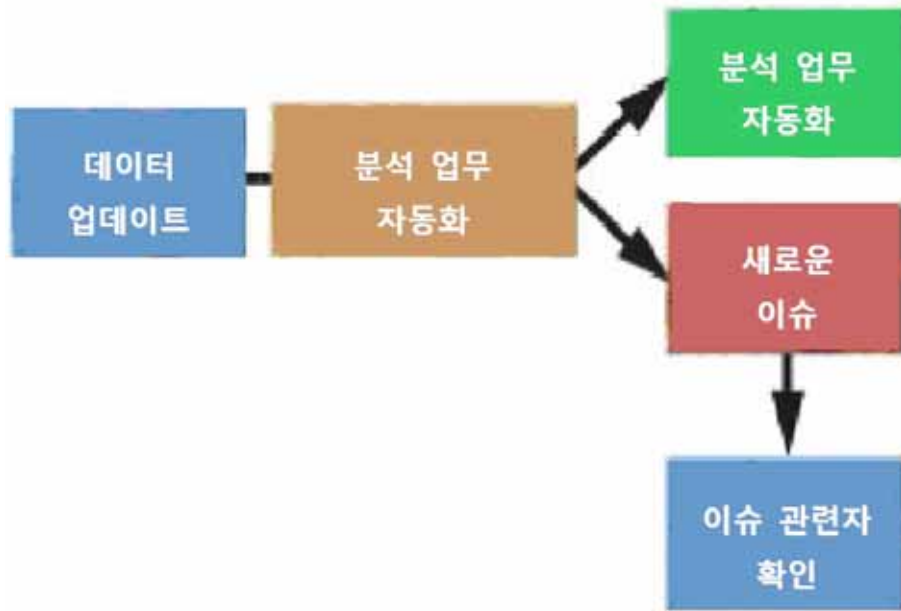 데이터
업데이트
분석 업무
자동화
분석 업무
자동화
새로운
이슈
이슈 관련자
확인